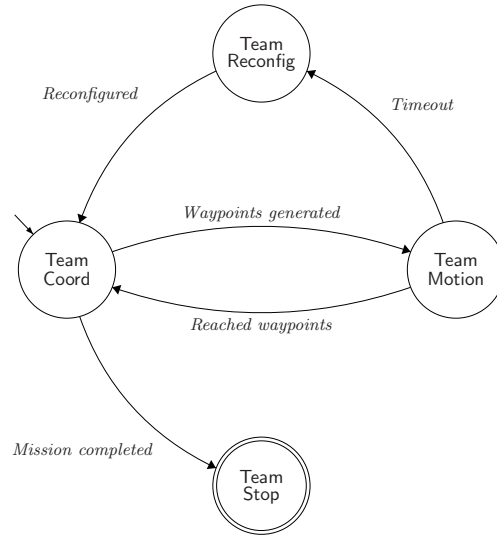 Team
Reconfig
Reconfigured
Timeout
Waypoints generated
Team
Coord
Team
Motion
Reached waypoints
Mission completed
Team
Stop